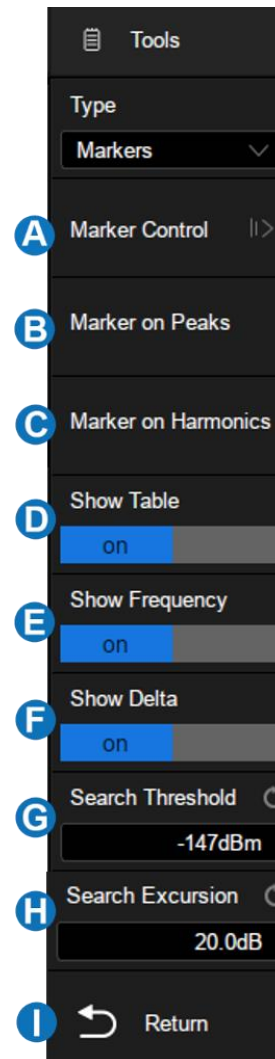 Tools
Type
Markers
A Marker Control
B Marker on Peaks
C Marker on Harmonics
Show Table
D on
Show Frequency
E on
Show Delta
F on
G Search Threshold
-147dBm
H Search Excursion
20.0dB
I Return